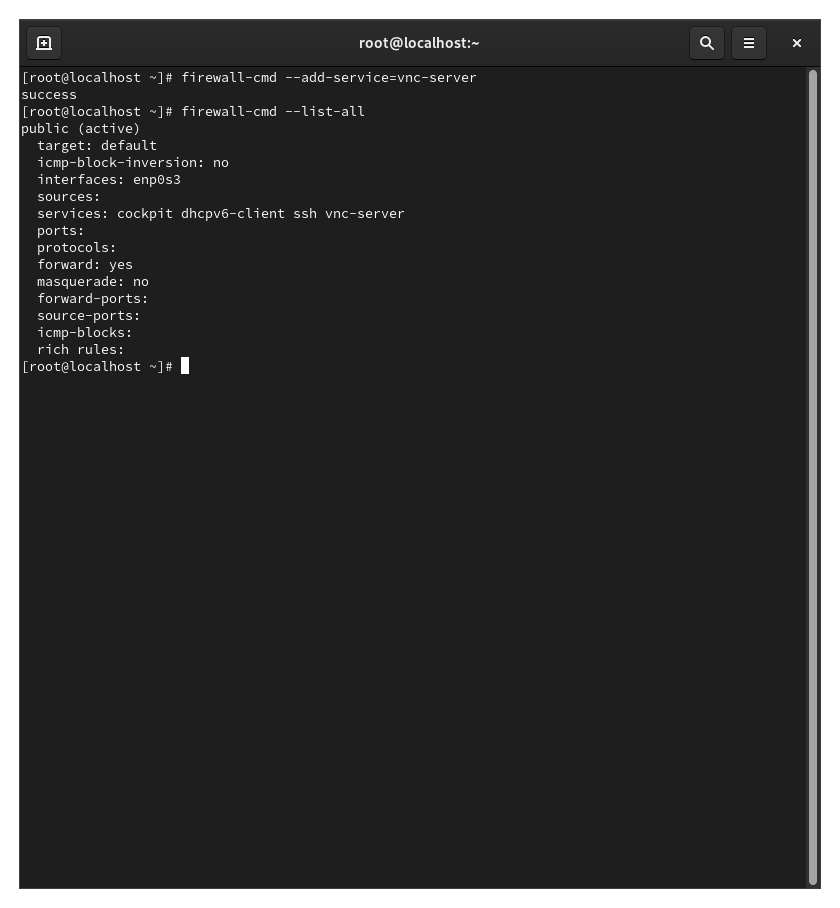 root@localhost:~
[root@localhost ~]# firewall-cmd --add-service=vnc-server
success
[root@localhost ~]# firewall-cmd --list-all
public (active)
  target: default
  icmp-block-inversion: no
  interfaces: enp0s3
  sources:
  services: cockpit dhcpv6-client ssh vnc-server
  ports:
  protocols:
  forward: yes
  masquerade: no
  forward-ports:
  source-ports:
  icmp-blocks:
  rich rules:
[root@localhost ~]#